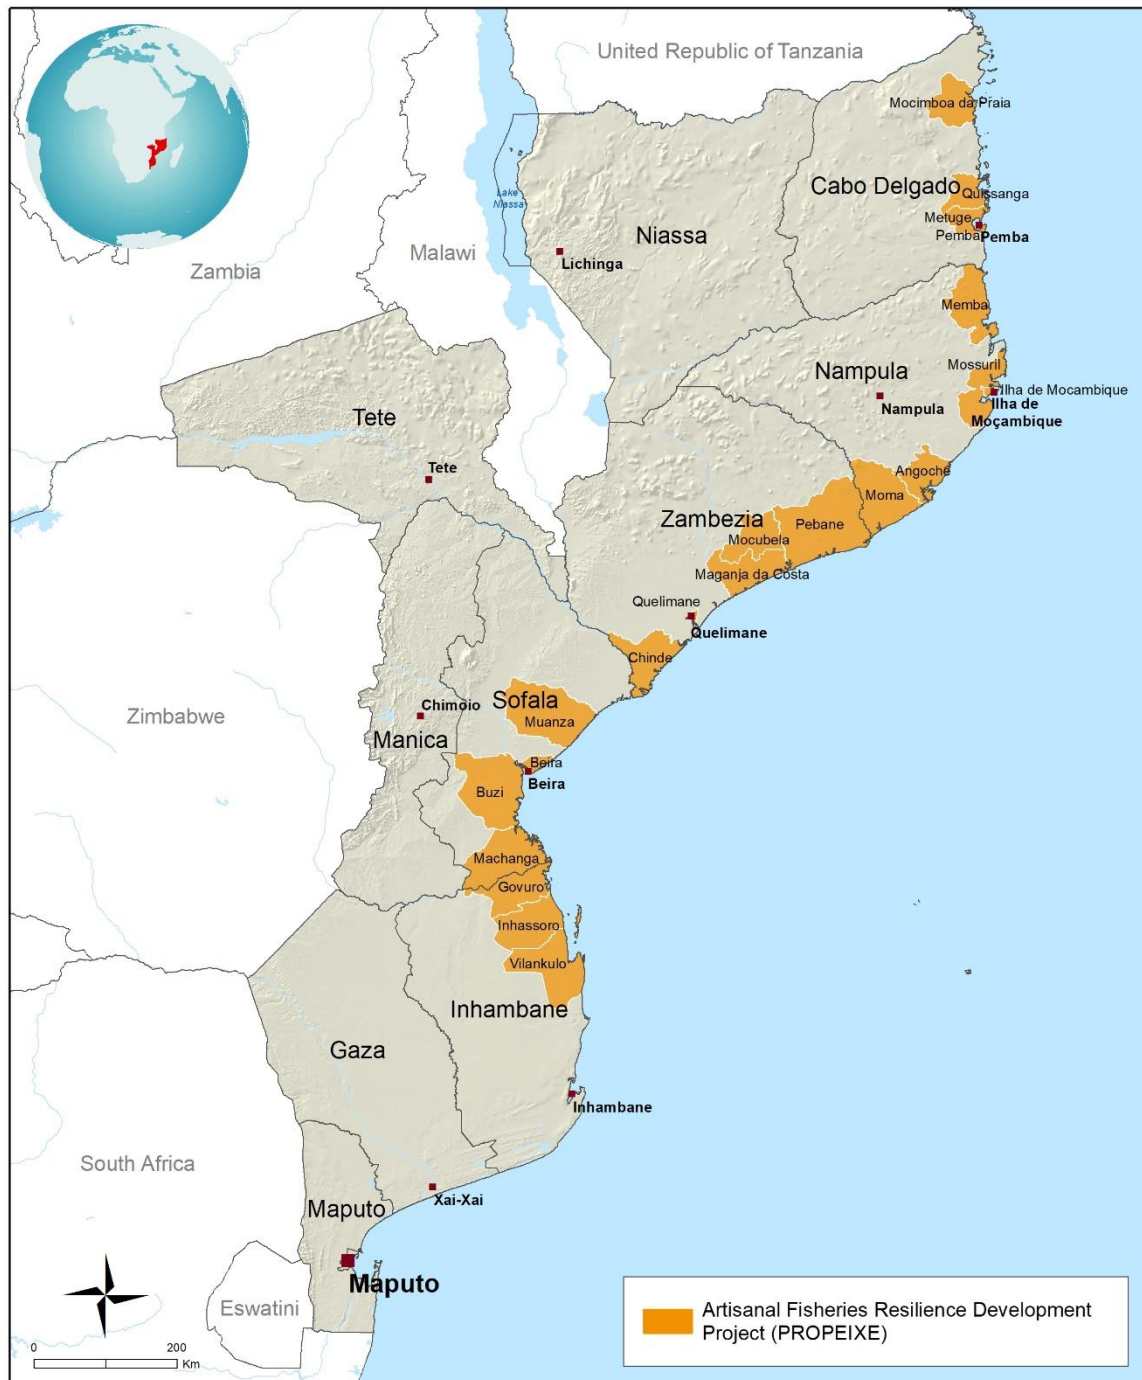 United Republic of Tanzania
Mocimboa da Praia
Cabo Delgado
Quissanga
Lake
Niassa
Metuge
Niassa
Pemba
Pemba
Malawi
Lichinga
Zambia
Memba
Mossuril
Nampula
Ilha de Mocambique
Nampula
Ilha de
Moçambique
Tete
Tete
Angoche
Moma
Zambezia
Pebane
Mocubela
Maganja da Costa
Quelimane
Quelimane
Chinde
Sofala
Chimoio
Muanza
Zimbabwe
Manica
Beira
Beira
Buzi
Machanga
Govuro
Inhassoro
Vilankulo
Inhambane
Gaza
Inhambane
South Africa
Xai-Xai
Maputo
Maputo
Eswatini
Artisanal Fisheries Resilience Development
Project (PROPEIXE)
0 200
Km